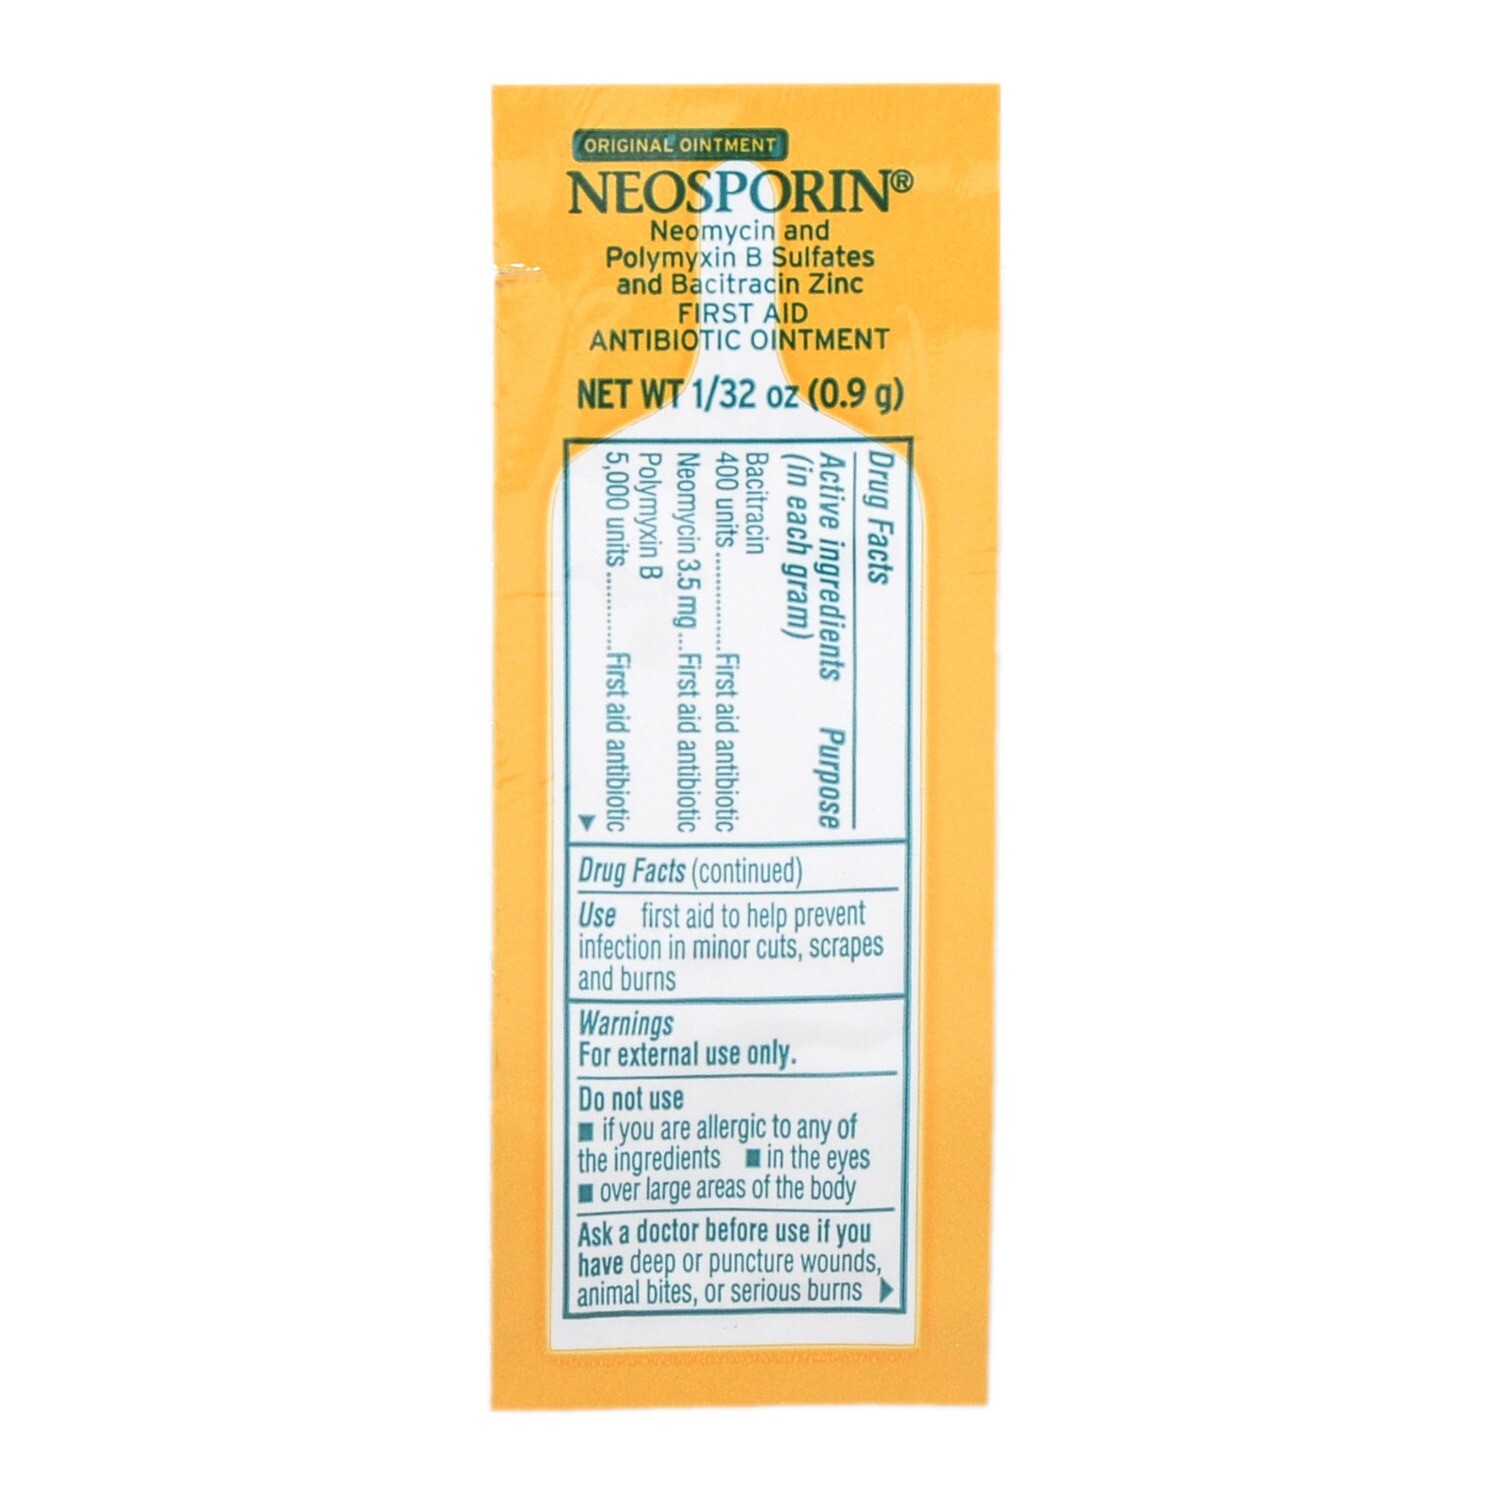 ORIGINAL OINTMENT
NEOSPORIN®
Neomycin and
Polymyxin B Sulfates
and Bacitracin Zinc
FIRST AID
ANTIBIOTIC OINTMENT
NET WT 1/32 oz (0.9 g)
Drug Facts
Active ingredients Purpose
(in each gram)
Bacitracin
400 units ............. First aid antibiotic
Neomycin 3.5 mg ... First aid antibiotic
Polymyxin B
5,000 units ........... First aid antibiotic
Drug Facts (continued)
Use first aid to help prevent
infection in minor cuts, scrapes
and burns
Warnings
For external use only.
Do not use
■ if you are allergic to any of
the ingredients ■ in the eyes
■ over large areas of the body
Ask a doctor before use if you
have deep or puncture wounds,
animal bites, or serious burns